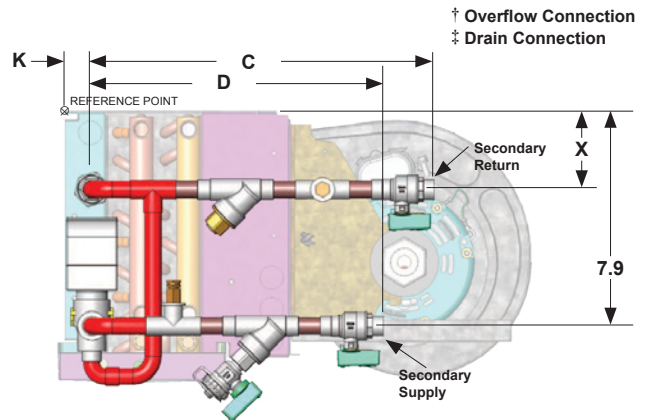 † Overflow Connection
‡ Drain Connection
K
C
D
REFERENCE POINT
X
Secondary
Return
7.9
Secondary
Supply